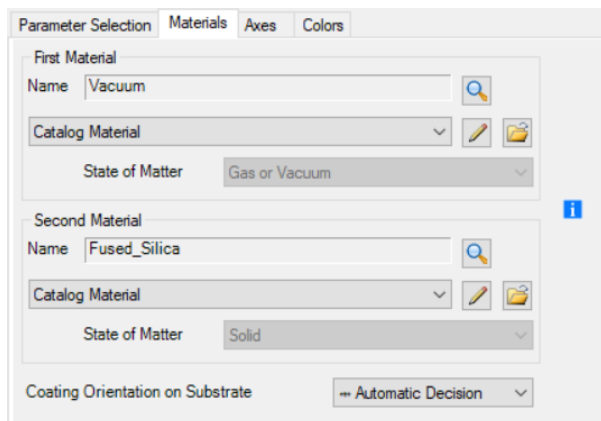 Parameter Selection Materials Axes Colors
First Material
Name Vacuum
Catalog Material
State of Matter Gas or Vacuum
Second Material
Name Fused_Silica
Catalog Material
State of Matter Solid
Coating Orientation on Substrate Automatic Decision